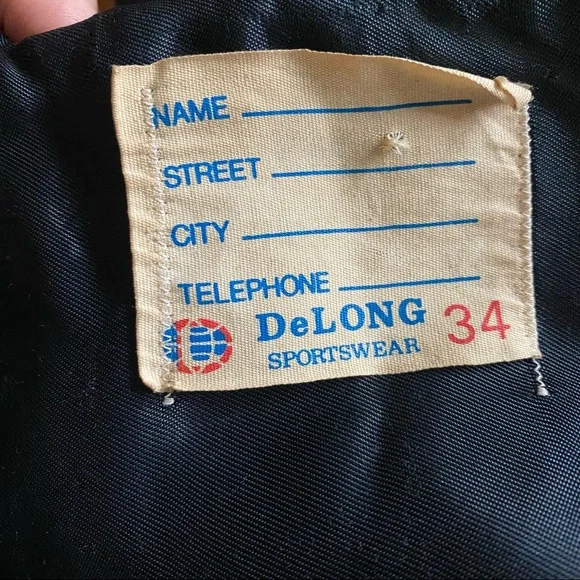 NAME
STREET
CITY
TELEPHONE
DeLONG 34
SPORTSWEAR